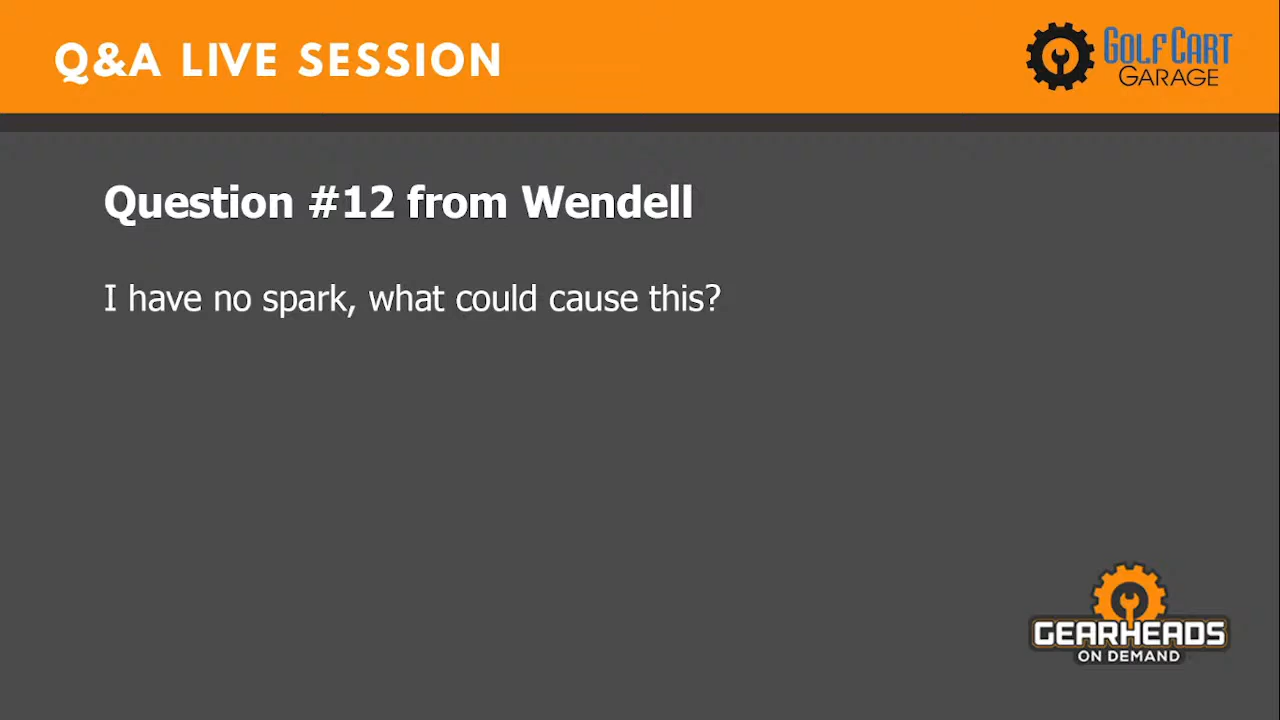 Q&A LIVE SESSION
GOLF CART
GARAGE
Question #12 from Wendell
I have no spark, what could cause this?
GEARHEADS
ON DEMAND